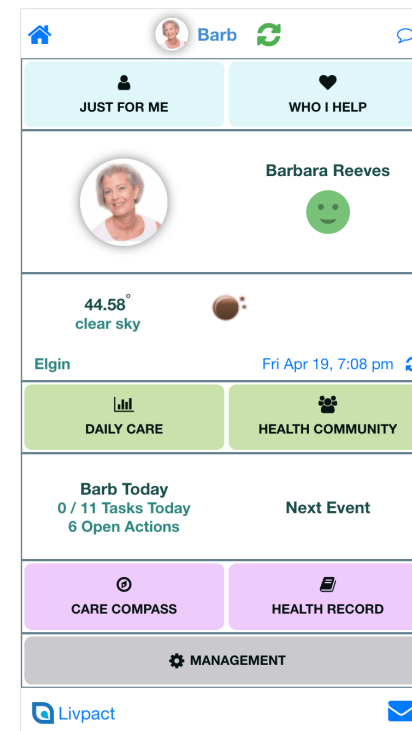 Barb
JUST FOR ME
WHO I HELP
Barbara Reeves
44.58°
clear sky
Elgin
Fri Apr 19, 7:08 pm
DAILY CARE
HEALTH COMMUNITY
Barb Today
0 / 11 Tasks Today
6 Open Actions
Next Event
CARE COMPASS
HEALTH RECORD
MANAGEMENT
Livpact